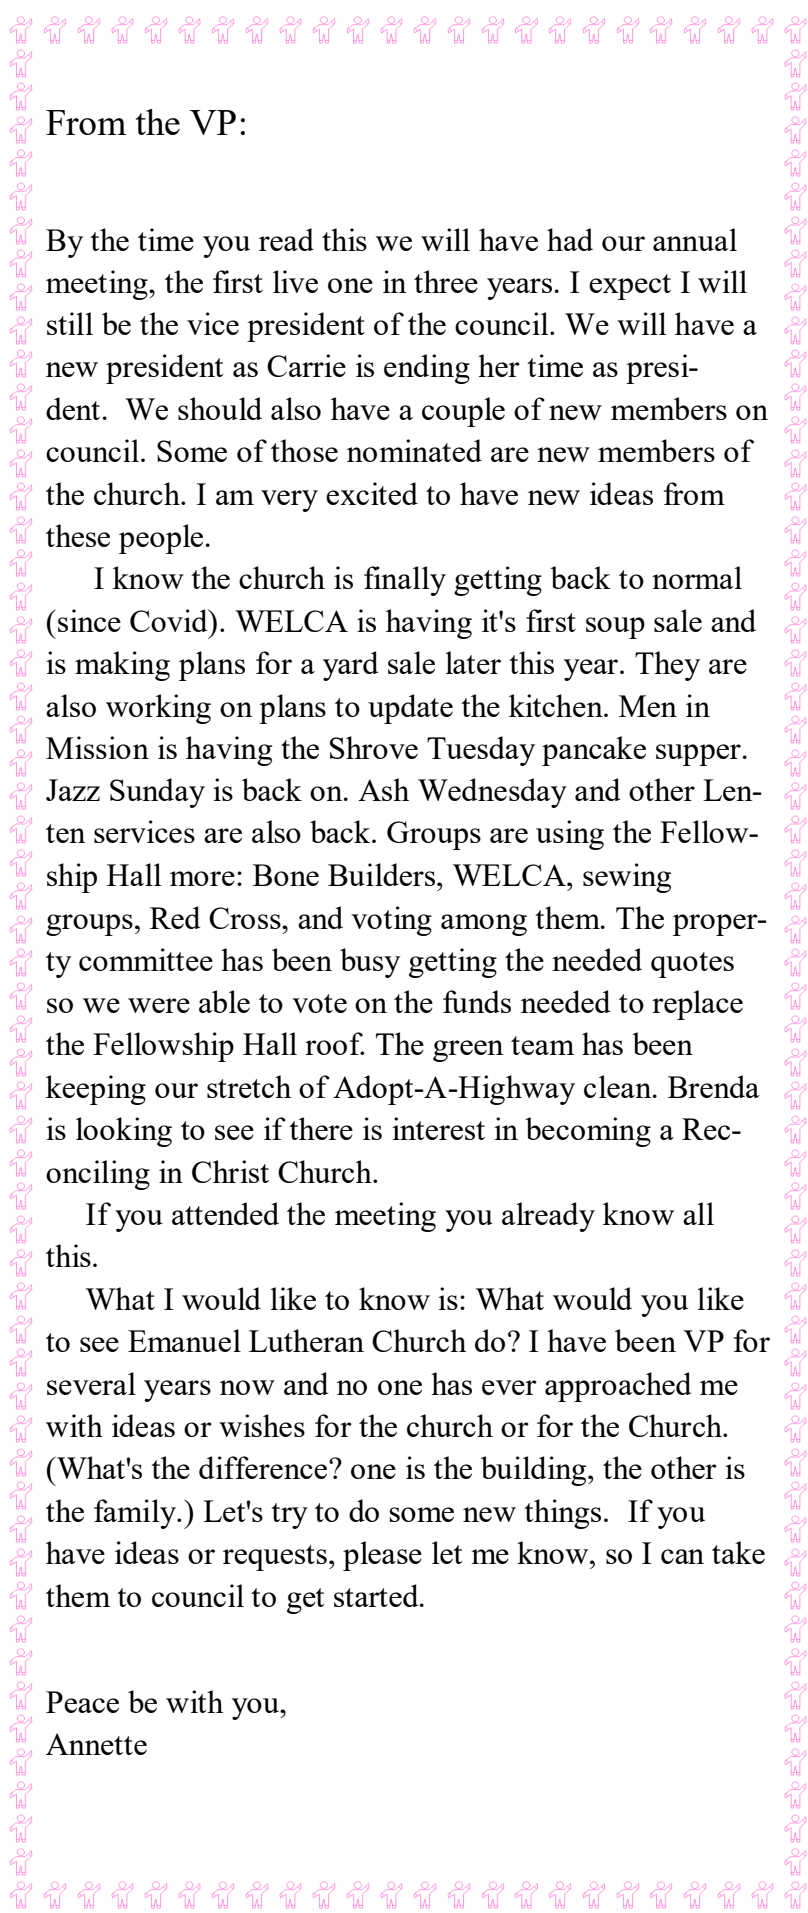 From the VP:
By the time you read this we will have had our annual
meeting, the first live one in three years. I expect I will
still be the vice president of the council. We will have a
new president as Carrie is ending her time as presi-
dent.  We should also have a couple of new members on
council. Some of those nominated are new members of
the church. I am very excited to have new ideas from
these people.
I know the church is finally getting back to normal
(since Covid). WELCA is having it's first soup sale and
is making plans for a yard sale later this year. They are
also working on plans to update the kitchen. Men in
Mission is having the Shrove Tuesday pancake supper.
Jazz Sunday is back on. Ash Wednesday and other Len-
ten services are also back. Groups are using the Fellow-
ship Hall more: Bone Builders, WELCA, sewing
groups, Red Cross, and voting among them. The proper-
ty committee has been busy getting the needed quotes
so we were able to vote on the funds needed to replace
the Fellowship Hall roof. The green team has been
keeping our stretch of Adopt-A-Highway clean. Brenda
is looking to see if there is interest in becoming a Rec-
onciling in Christ Church.
If you attended the meeting you already know all
this.
What I would like to know is: What would you like
to see Emanuel Lutheran Church do? I have been VP for
several years now and no one has ever approached me
with ideas or wishes for the church or for the Church.
(What's the difference? one is the building, the other is
the family.) Let's try to do some new things.  If you
have ideas or requests, please let me know, so I can take
them to council to get started.
Peace be with you,
Annette